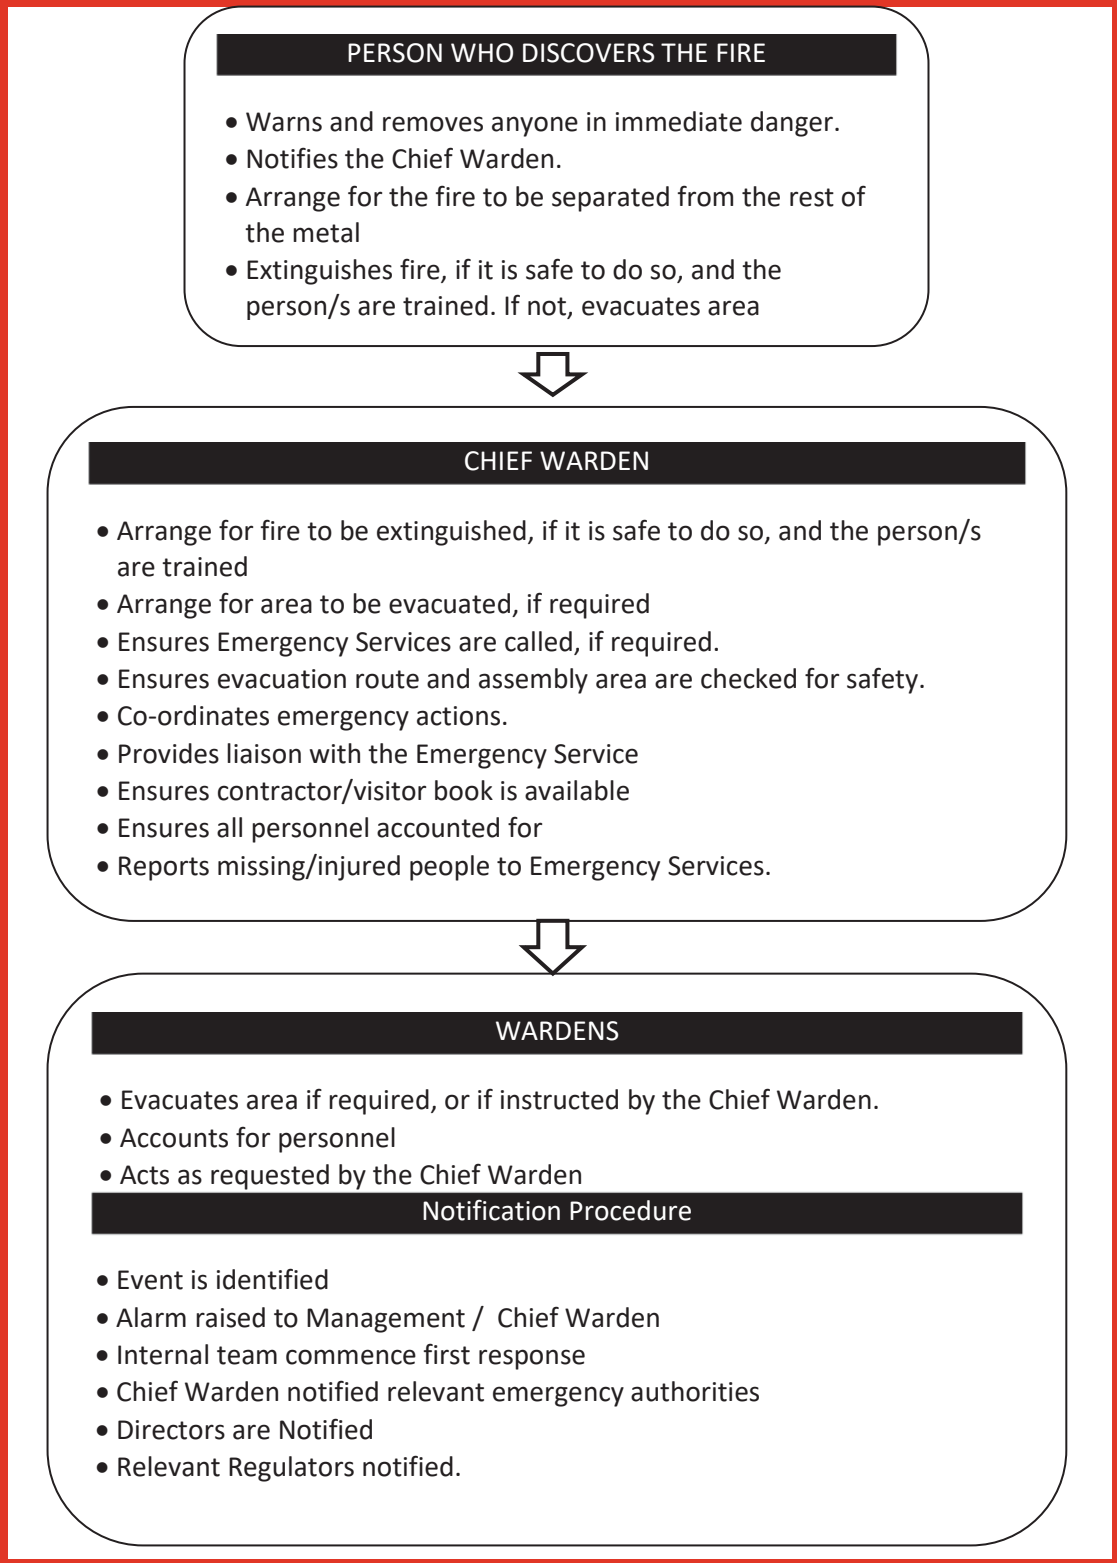 PERSON WHO DISCOVERS THE FIRE
• Warns and removes anyone in immediate danger.
• Notifies the Chief Warden.
• Arrange for the fire to be separated from the rest of
the metal
• Extinguishes fire, if it is safe to do so, and the
person/s are trained. If not, evacuates area
CHIEF WARDEN
• Arrange for fire to be extinguished, if it is safe to do so, and the person/s
are trained
• Arrange for area to be evacuated, if required
• Ensures Emergency Services are called, if required.
• Ensures evacuation route and assembly area are checked for safety.
• Co-ordinates emergency actions.
• Provides liaison with the Emergency Service
• Ensures contractor/visitor book is available
• Ensures all personnel accounted for
• Reports missing/injured people to Emergency Services.
WARDENS
• Evacuates area if required, or if instructed by the Chief Warden.
• Accounts for personnel
• Acts as requested by the Chief Warden
Notification Procedure
• Event is identified
• Alarm raised to Management / Chief Warden
• Internal team commence first response
• Chief Warden notified relevant emergency authorities
• Directors are Notified
• Relevant Regulators notified.